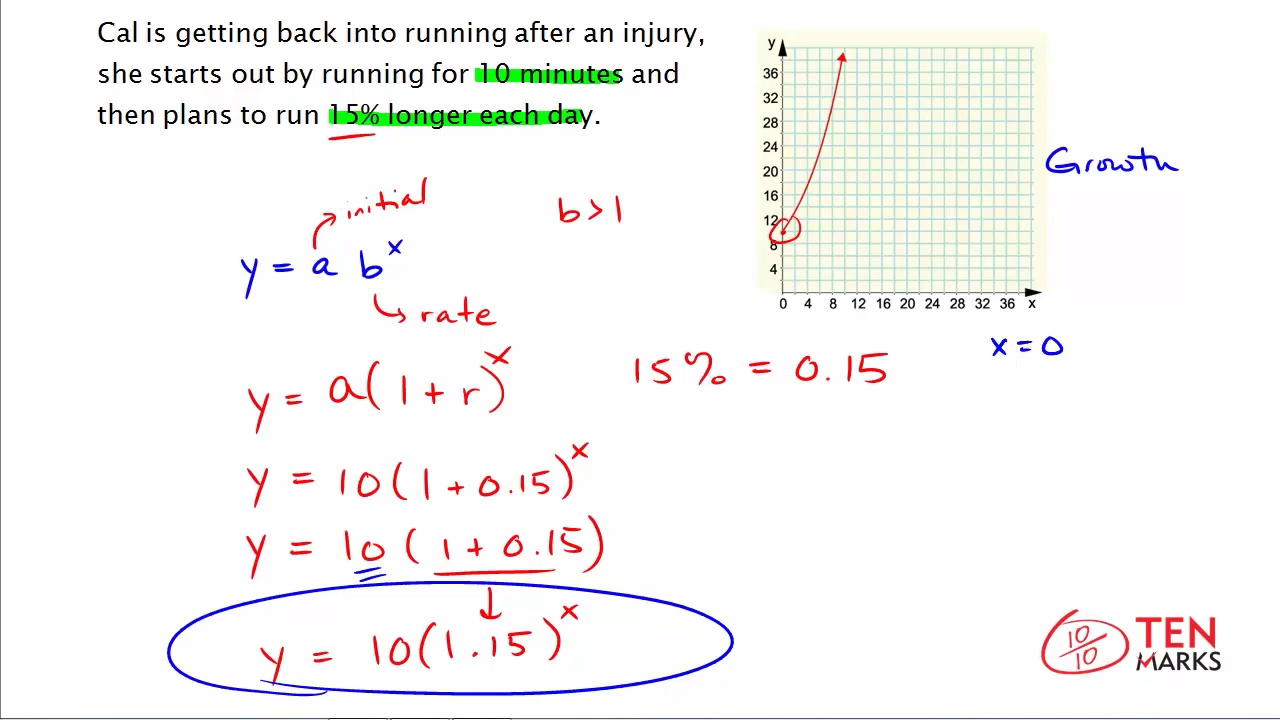 Cal is getting back into running after an injury,
she starts out by running for 10 minutes and
then plans to run 15% longer each day.
y
36
32
28
24
20
16
12
8
4
0 4 8 12 16 20 24 28 32 36 x
Growth
initial
b > 1
y = a b^x
rate
x = 0
y = a(1 + r)^x
15% = 0.15
y = 10(1 + 0.15)^x
y = 10 (1 + 0.15)
y = 10(1.15)^x
10/10
TEN
MARKS